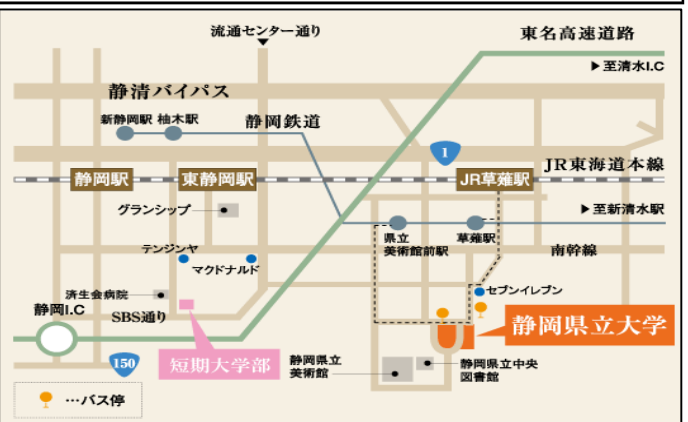 流通センター通り
東名高速道路
▶至清水I.C
静清バイパス
新静岡駅 柚木駅
静岡鉄道
1
JR東海道本線
静岡駅
東静岡駅
JR草薙駅
グランシップ
▶至新清水駅
県立
美術館前駅
草薙駅
南幹線
テンジンヤ
マクドナルド
済生会病院
セブンイレブン
静岡I.C
SBS通り
静岡県立大学
150
短期大学部
静岡県立
美術館
静岡県立中央
図書館
…バス停